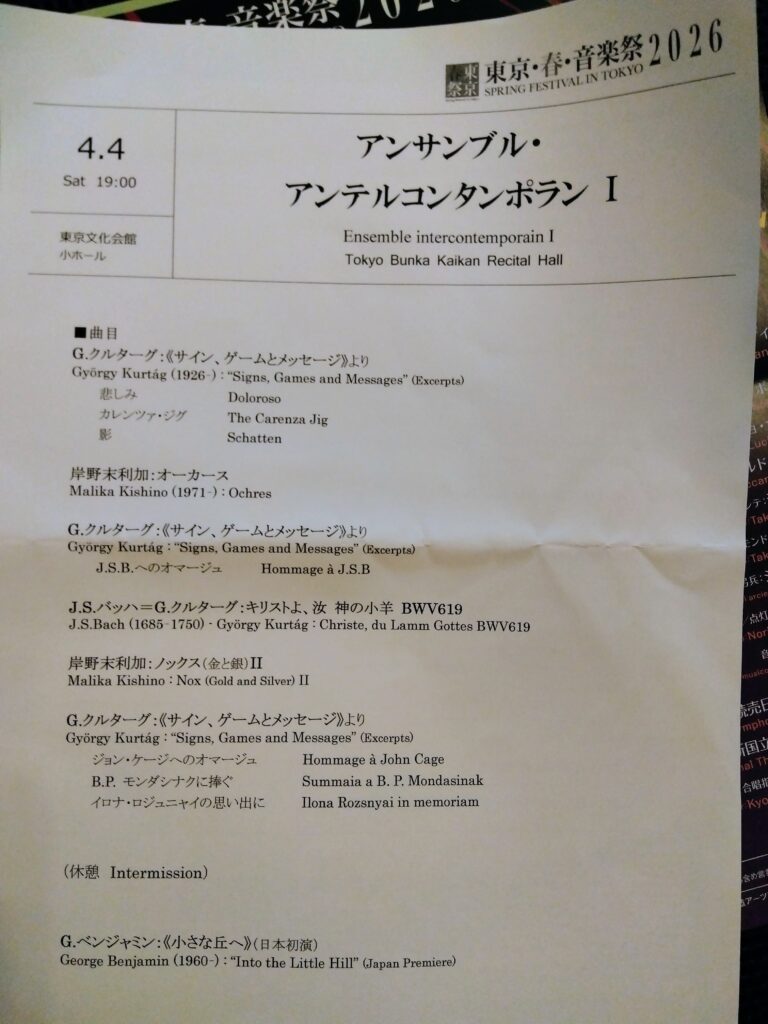 春・音楽祭2026
東京・春・音楽祭2026
SPRING FESTIVAL IN TOKYO
4.4
Sat 19:00
東京文化会館
小ホール
アンサンブル・
アンテルコンタンポラン I
Ensemble intercontemporain I
Tokyo Bunka Kaikan Recital Hall
■曲目
G.クルターグ:《サイン、ゲームとメッセージ》より
György Kurtág (1926-) : “Signs, Games and Messages” (Excerpts)
悲しみ Doloroso
カレンツァ・ジグ The Carenza Jig
影 Schatten
岸野末利加:オーカース
Malika Kishino (1971-) : Ochres
G.クルターグ:《サイン、ゲームとメッセージ》より
György Kurtág : “Signs, Games and Messages” (Excerpts)
J.S.B.へのオマージュ Hommage à J.S.B
J.S.バッハ=G.クルターグ:キリストよ、汝 神の小羊 BWV619
J.S.Bach (1685-1750) - György Kurtág : Christe, du Lamm Gottes BWV619
岸野末利加:ノックス(金と銀)II
Malika Kishino : Nox (Gold and Silver) II
G.クルターグ:《サイン、ゲームとメッセージ》より
György Kurtág : “Signs, Games and Messages” (Excerpts)
ジョン・ケージへのオマージュ Hommage à John Cage
B.P. モンダシナクに捧ぐ Summaia a B. P. Mondasinak
イロナ・ロジュニャイの思い出に Ilona Rozsnyai in memoriam
(休憩 Intermission)
G.ベンジャミン:《小さな丘へ》(日本初演)
George Benjamin (1960-) : “Into the Little Hill” (Japan Premiere)